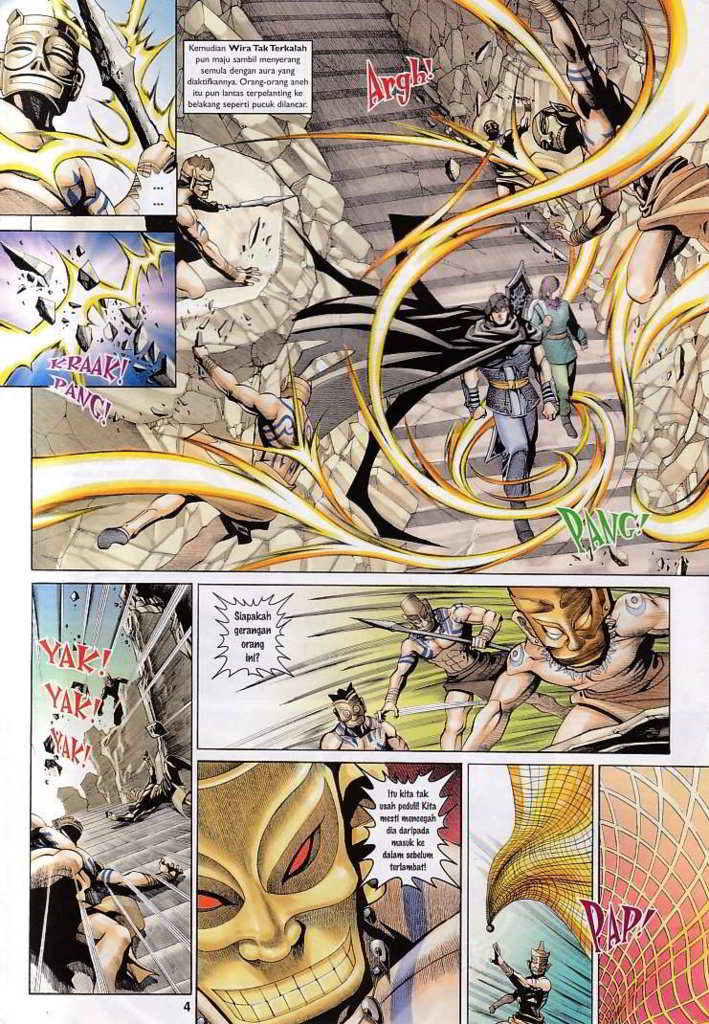 Kemudian Wira Tak Terkalah
pun maju sambil menyerang
semula dengan aura yang
diaktifkannya. Orang-orang aneh
itu pun lantas terpelanting ke
belakang seperti pucuk dilancar.
Argh!
...
...
KRAAK!
PANG!
PANG!
YAK!
YAK!
YAK!
Siapakah
gerangan
orang
ini?
Itu kita tak
usah peduli! Kita
mesti mencegah
dia daripada
masuk ke
dalam sebelum
terlambat!
PAP!
4